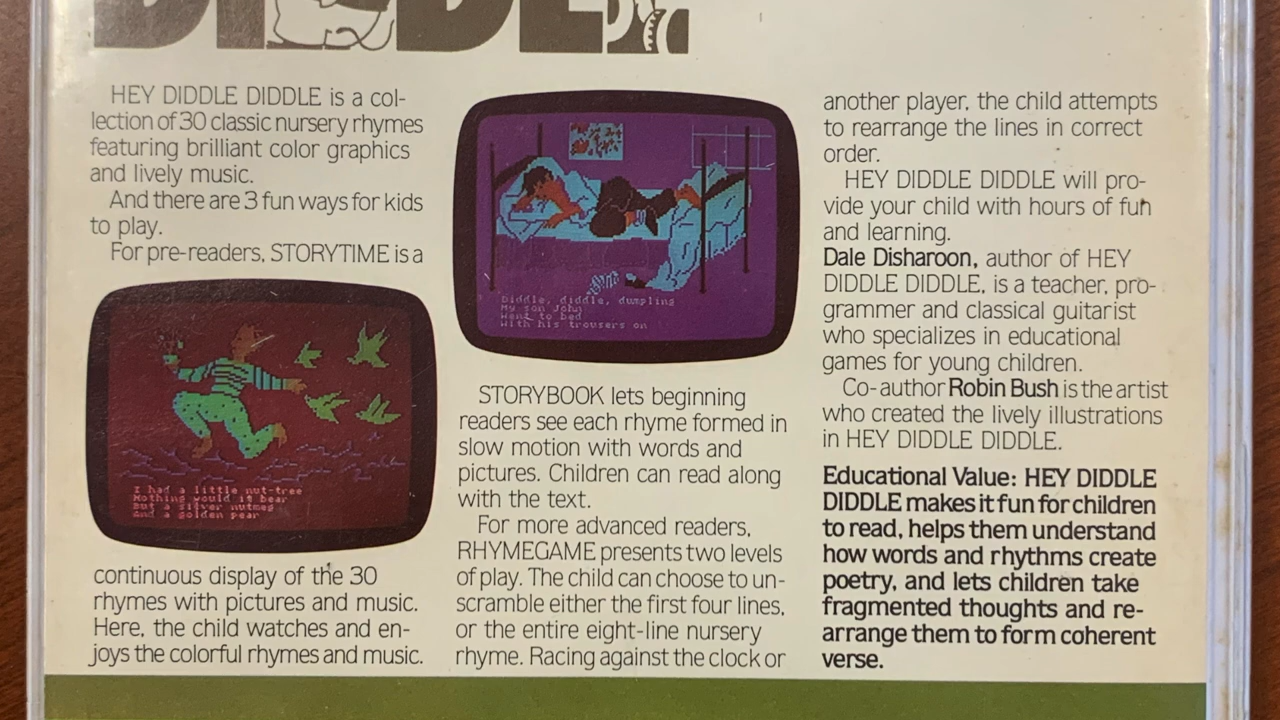 DIDDLE
HEY DIDDLE DIDDLE is a col-
lection of 30 classic nursery rhymes
featuring brilliant color graphics
and lively music.
And there are 3 fun ways for kids
to play.
For pre-readers, STORYTIME is a
I had a little nut-tree
Nothing would it bear
But a silver nutmeg
And a golden pear
continuous display of the 30
rhymes with pictures and music.
Here, the child watches and en-
joys the colorful rhymes and music.
Diddle, diddle, dumpling
My son John
Went to bed
With his trousers on
STORYBOOK lets beginning
readers see each rhyme formed in
slow motion with words and
pictures. Children can read along
with the text.
For more advanced readers,
RHYMEGAME presents two levels
of play. The child can choose to un-
scramble either the first four lines,
or the entire eight-line nursery
rhyme. Racing against the clock or
another player, the child attempts
to rearrange the lines in correct
order.
HEY DIDDLE DIDDLE will pro-
vide your child with hours of fun
and learning.
Dale Disharoon, author of HEY
DIDDLE DIDDLE, is a teacher, pro-
grammer and classical guitarist
who specializes in educational
games for young children.
Co-author Robin Bush is the artist
who created the lively illustrations
in HEY DIDDLE DIDDLE.
Educational Value: HEY DIDDLE
DIDDLE makes it fun for children
to read, helps them understand
how words and rhythms create
poetry, and lets children take
fragmented thoughts and re-
arrange them to form coherent
verse.